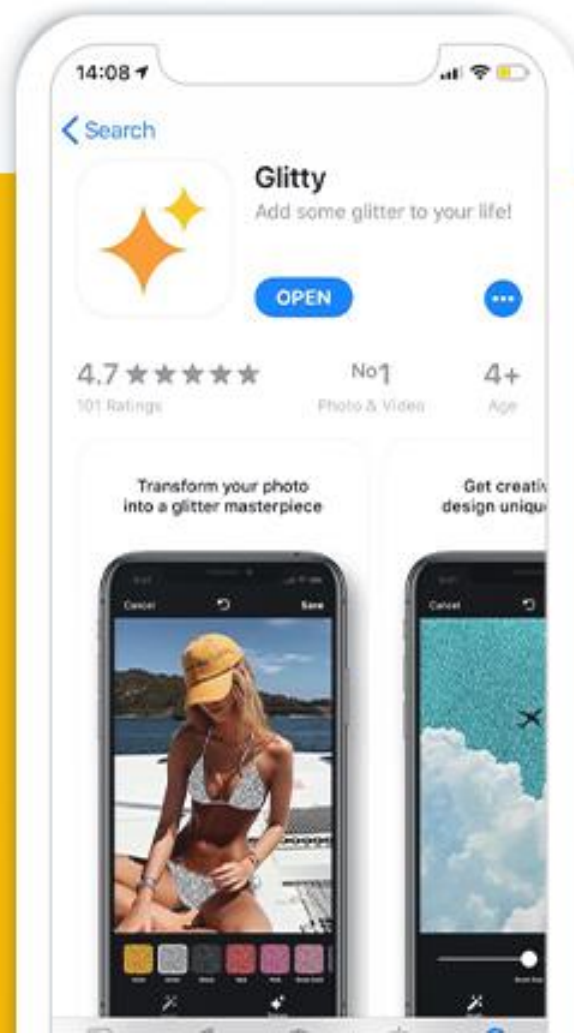 14:08
Search
Glitty
Add some glitter to your life!
OPEN
4.7
No1
4+
101 Ratings
Photo & Video
Age
Transform your photo
into a glitter masterpiece
Get creativ
design uniqu
Cancel
Save
Cancel